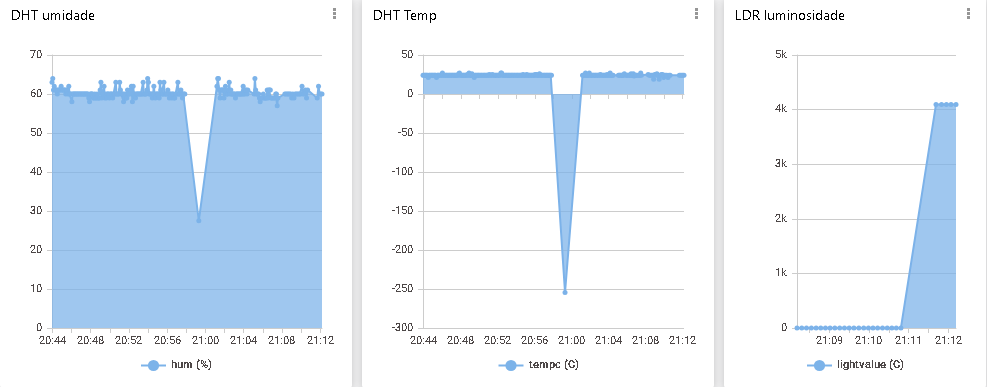 DHT umidade
70
60
50
40
30
20
10
0
20:44 20:48 20:52 20:56 21:00 21:04 21:08 21:12
hum (%)
DHT Temp
50
0
-50
-100
-150
-200
-250
-300
20:44 20:48 20:52 20:56 21:00 21:04 21:08 21:12
tempc (C)
LDR luminosidade
5k
4k
3k
2k
1k
0
21:09 21:10 21:11 21:12
lightvalue (C)